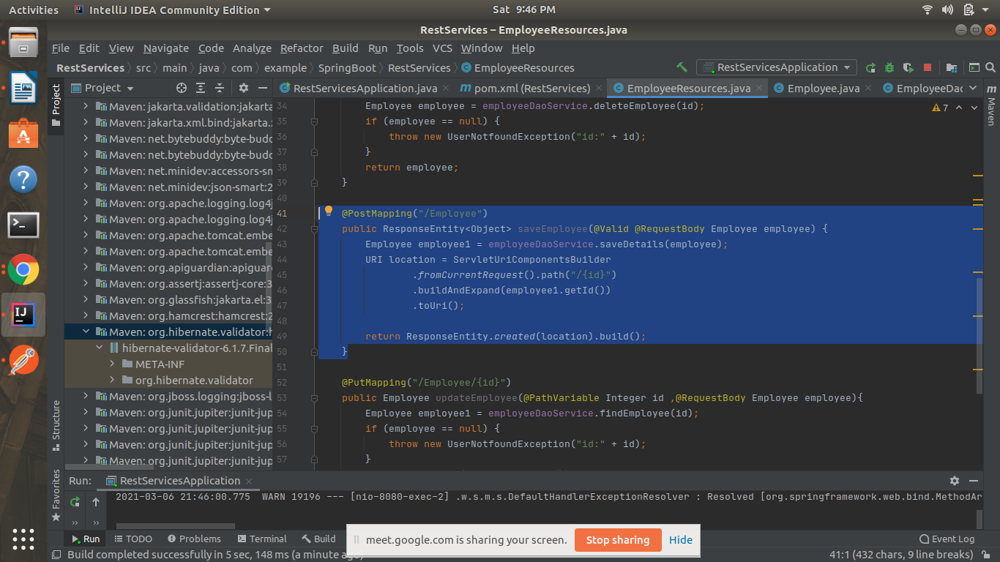 Activities IntelliJ IDEA Community Edition Sat 9:46 PM
RestServices – EmployeeResources.java
File Edit View Navigate Code Analyze Refactor Build Run Tools VCS Window Help
RestServices src main java com example SpringBoot RestServices EmployeeResources RestServicesApplication
Project RestServicesApplication.java pom.xml (RestServices) EmployeeResources.java Employee.java EmployeeDao
Project
Structure
Favorites
Maven
Maven: jakarta.validation:jakarta
Maven: jakarta.xml.bind:jakarta.
Maven: net.bytebuddy:byte-budd
Maven: net.bytebuddy:byte-budd
Maven: net.minidev:accessors-sm
Maven: net.minidev:json-smart:2
Maven: org.apache.logging.log4j
Maven: org.apache.logging.log4j
Maven: org.apache.tomcat.embe
Maven: org.apache.tomcat.embe
Maven: org.apiguardian:apiguar
Maven: org.assertj:assertj-core:3
Maven: org.glassfish:jakarta.el:3
Maven: org.hamcrest:hamcrest:2
Maven: org.hibernate.validator:h
hibernate-validator-6.1.7.Final
META-INF
org.hibernate.validator
Maven: org.jboss.logging:jboss-l
Maven: org.junit.jupiter:junit-jup
Maven: org.junit.jupiter:junit-jup
Maven: org.junit.jupiter:junit-jup
Maven: org.junit.jupiter:junit-jup
7
34 Employee employee = employeeDaoService.deleteEmployee(id);
35 if (employee == null) {
36 throw new UserNotfoundException("id:" + id);
37 }
38 return employee;
39 }
40
41 @PostMapping("/Employee")
42 public ResponseEntity<Object> saveEmployee(@Valid @RequestBody Employee employee) {
43 Employee employee1 = employeeDaoService.saveDetails(employee);
44 URI location = ServletUriComponentsBuilder
45 .fromCurrentRequest().path("/{id}")
46 .buildAndExpand(employee1.getId())
47 .toUri();
48
49 return ResponseEntity.created(location).build();
50 }
51
52 @PutMapping("/Employee/{id}")
53 public Employee updateEmployee(@PathVariable Integer id ,@RequestBody Employee employee){
54 Employee employee1 = employeeDaoService.findEmployee(id);
55 if (employee == null) {
56 throw new UserNotfoundException("id:" + id);
57 }
Run: RestServicesApplication
2021-03-06 21:46:00.775 WARN 19196 --- [nio-8080-exec-2] .w.s.m.s.DefaultHandlerExceptionResolver : Resolved [org.springframework.web.bind.MethodAr
Run TODO Problems Terminal Build Event Log
meet.google.com is sharing your screen. Stop sharing Hide
Build completed successfully in 5 sec, 148 ms (a minute ago) 41:1 (432 chars, 9 line breaks)